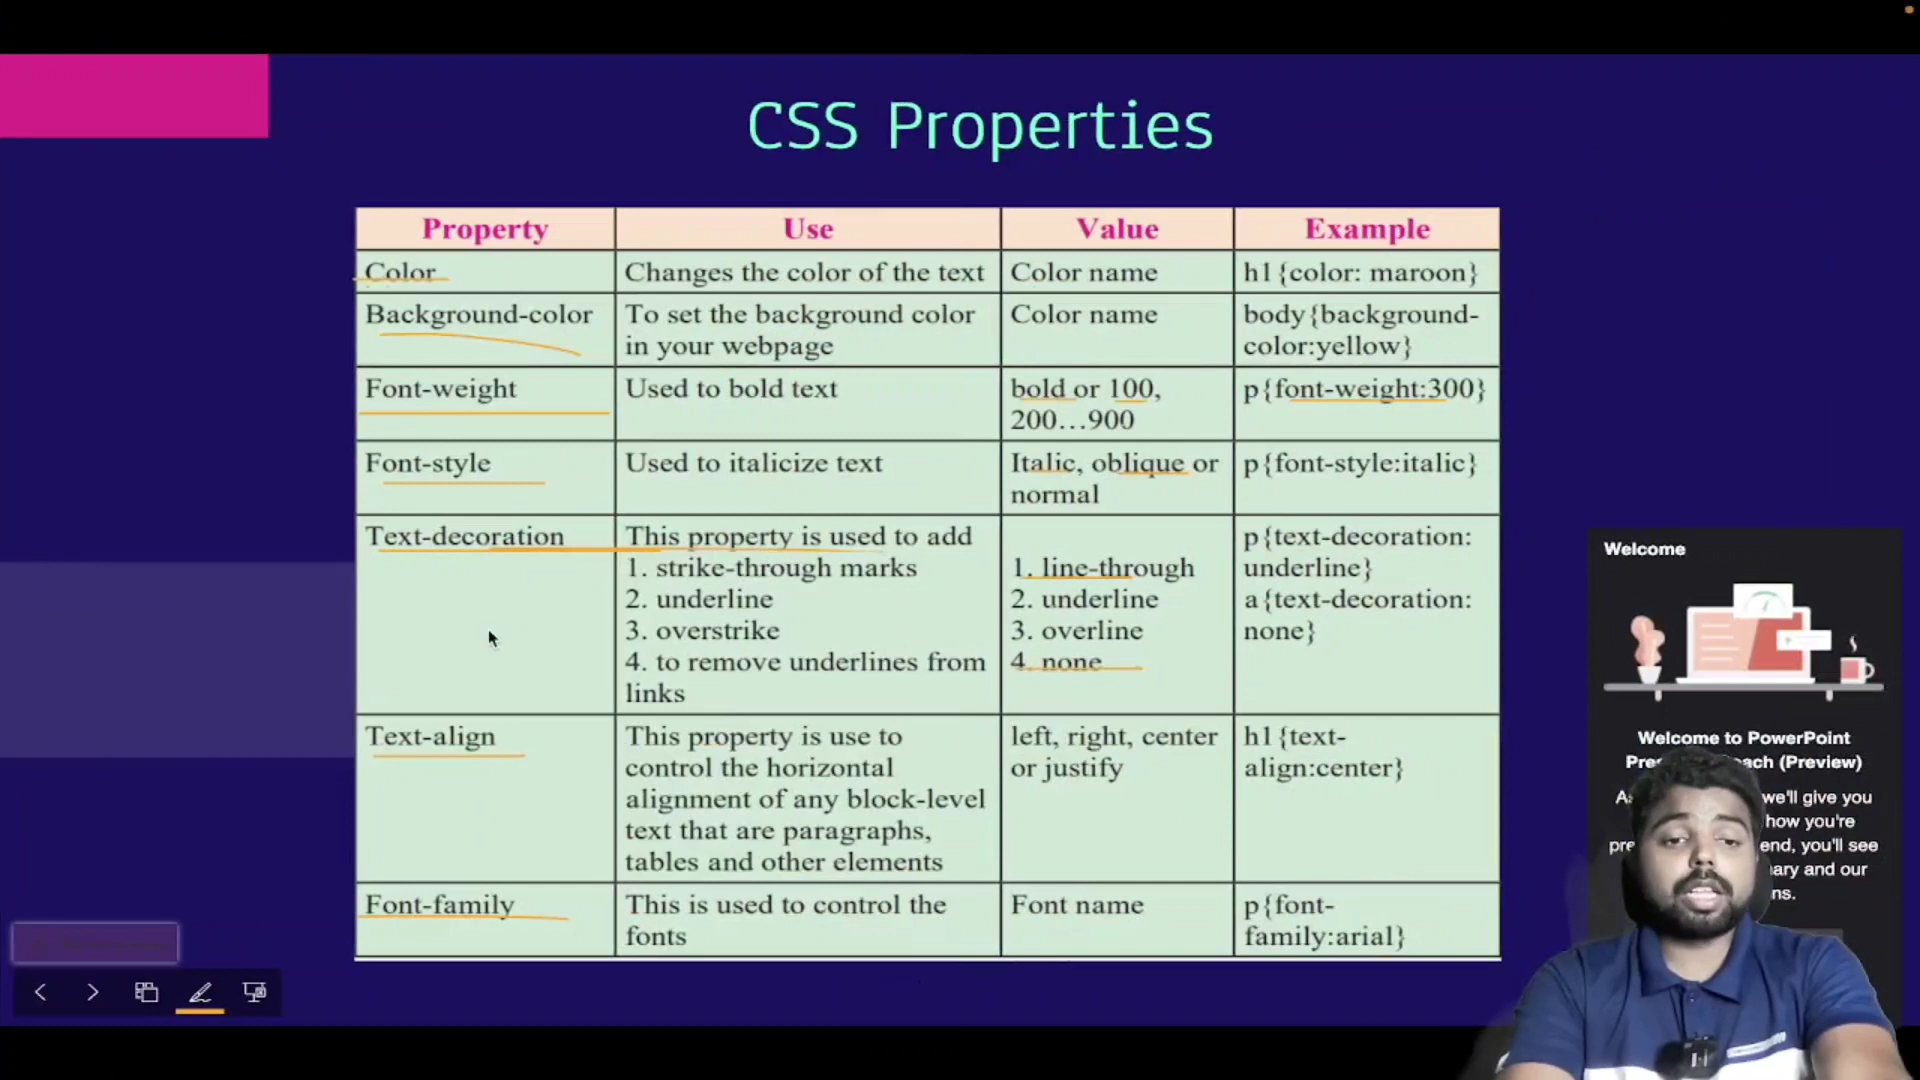 CSS Properties
Property Use Value Example
Color Changes the color of the text Color name h1{color: maroon}
Background-color To set the background color Color name body{background-
in your webpage color:yellow}
Font-weight Used to bold text bold or 100, p{font-weight:300}
200...900
Font-style Used to italicize text Italic, oblique or p{font-style:italic}
normal
Text-decoration This property is used to add p{text-decoration:
1. strike-through marks 1. line-through underline}
2. underline 2. underline a{text-decoration:
3. overstrike 3. overline none}
4. to remove underlines from 4. none
links
Text-align This property is use to left, right, center h1{text-
control the horizontal or justify align:center}
alignment of any block-level
text that are paragraphs,
tables and other elements
Font-family This is used to control the Font name p{font-
fonts family:arial}
Welcome
Welcome to PowerPoint
(Preview)
we'll give you
how you're
end, you'll see
and our